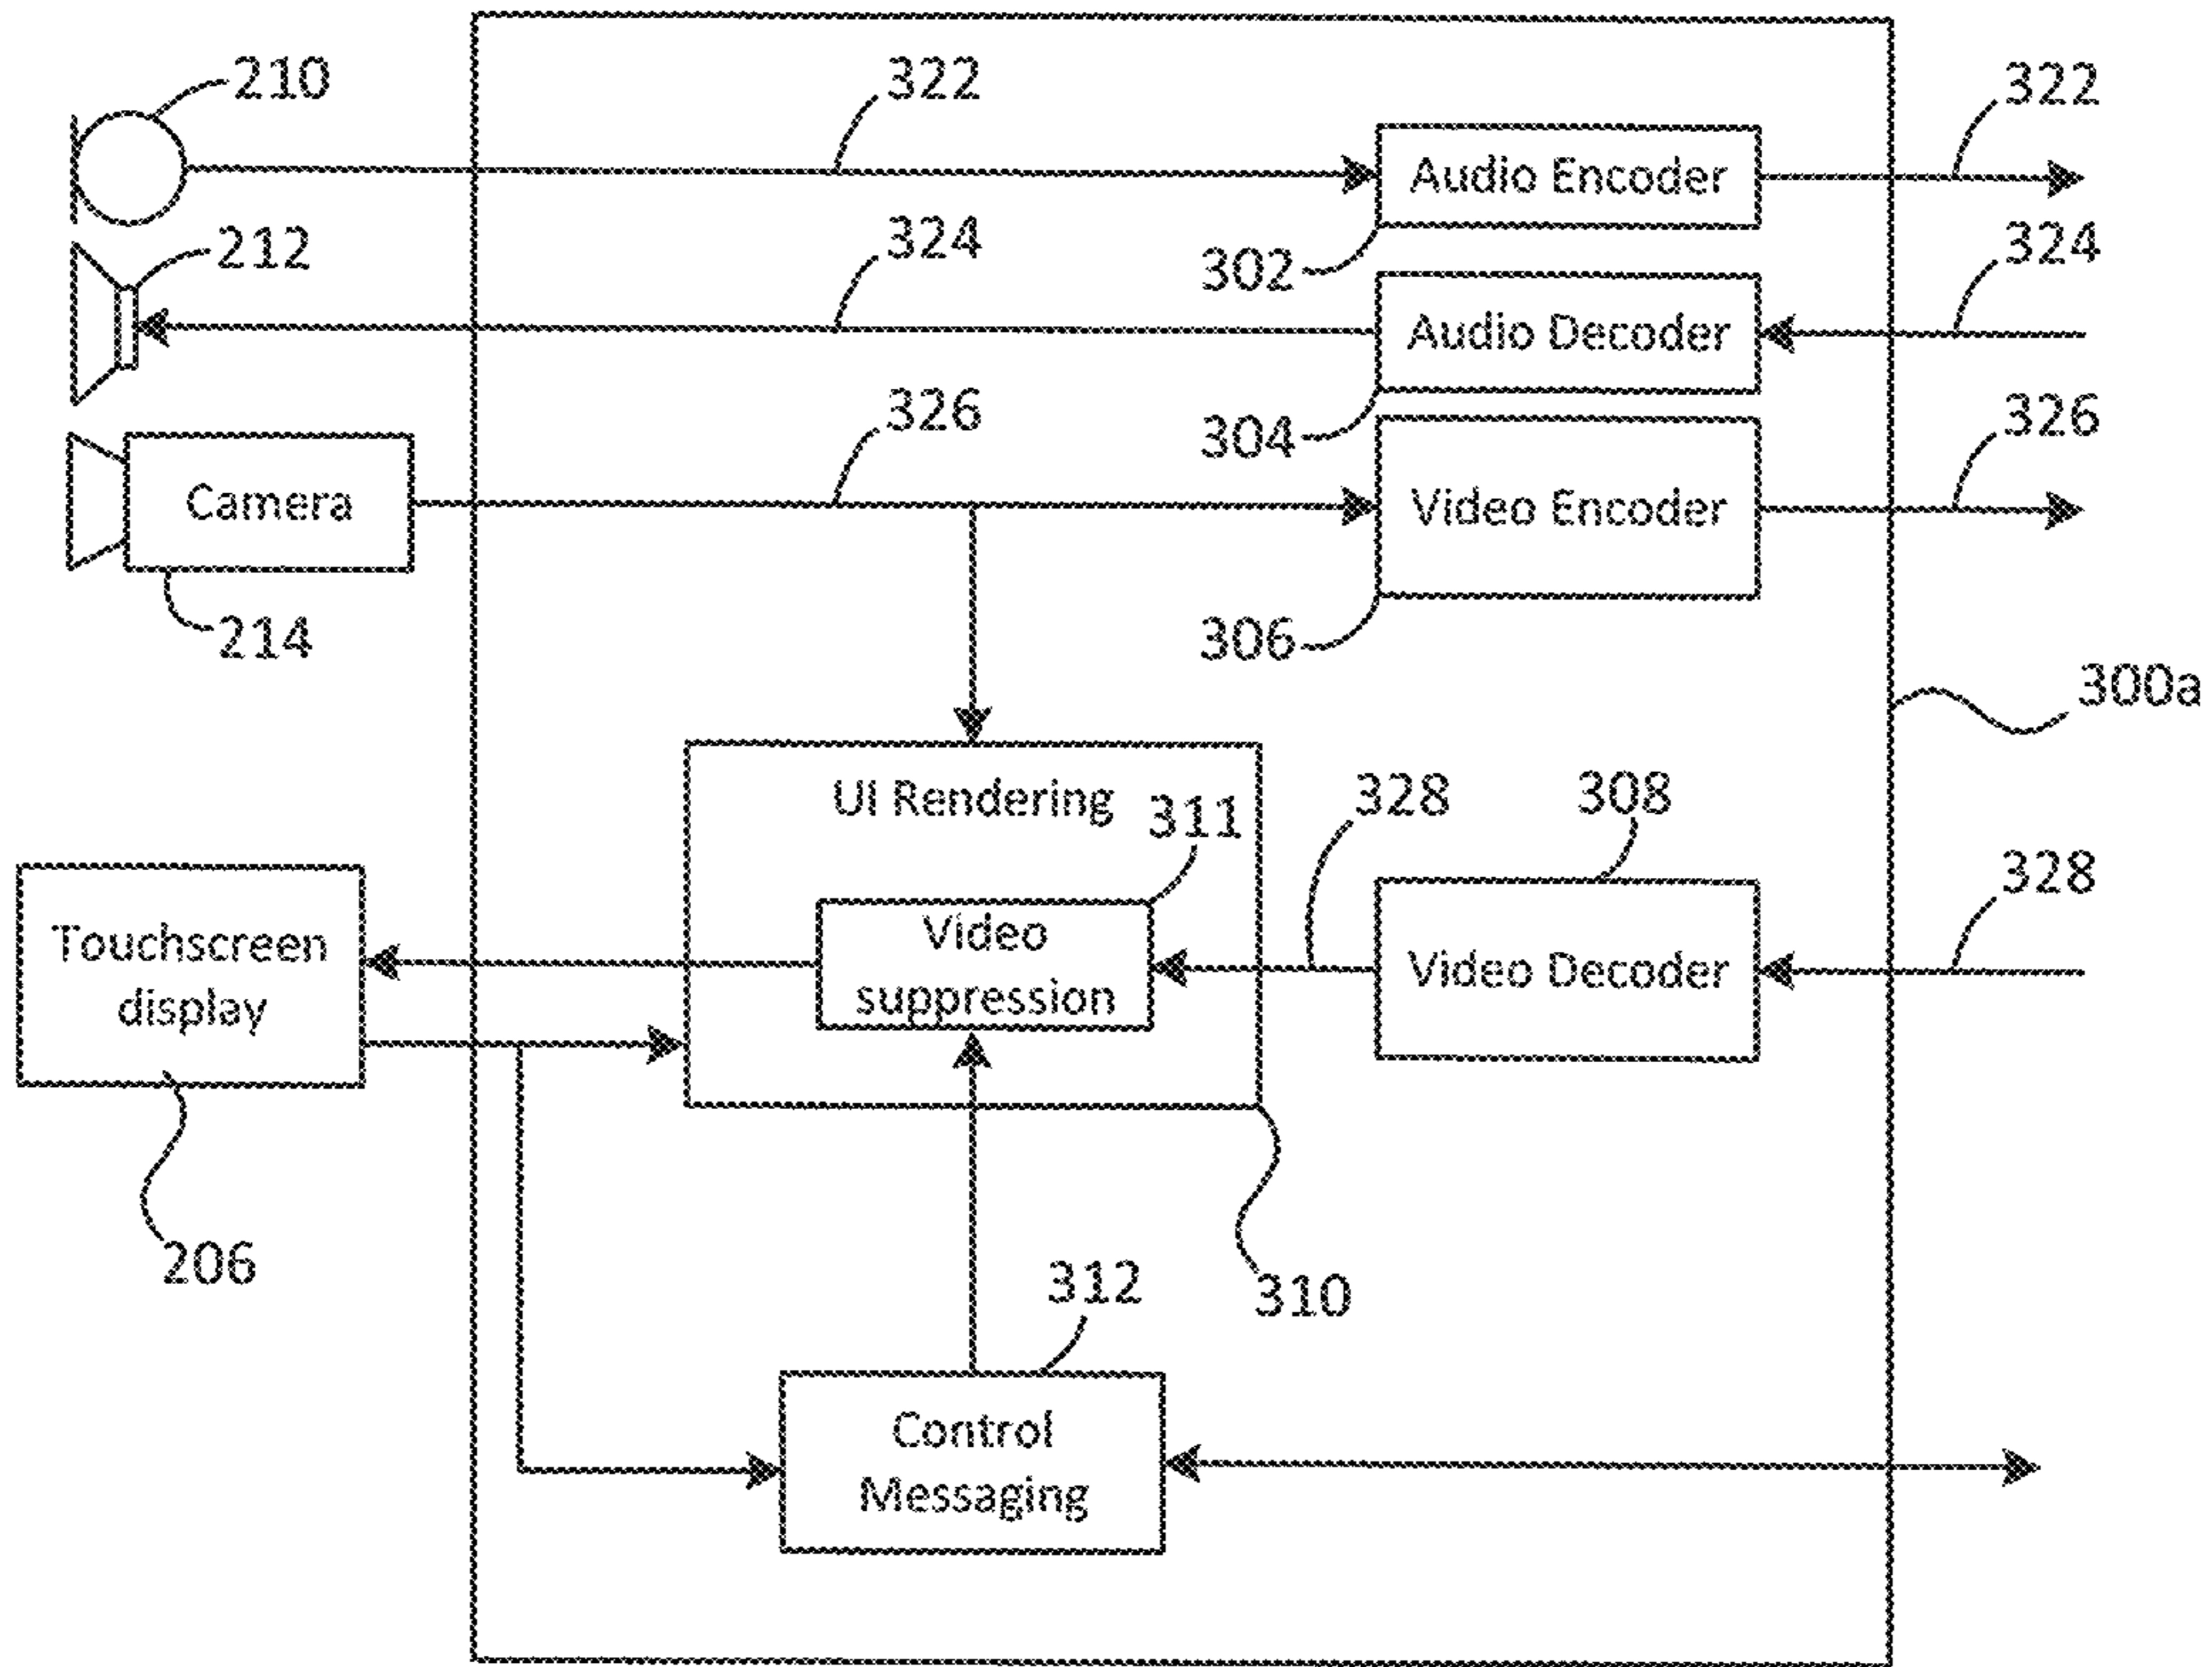 210
322
322
Audio Encoder
302
212
324
324
Audio Decoder
304
326
326
Camera
Video Encoder
214
306
300a
UI Rendering
311
328
308
328
Touchscreen
display
Video
suppression
Video Decoder
206
310
312
Control
Messaging